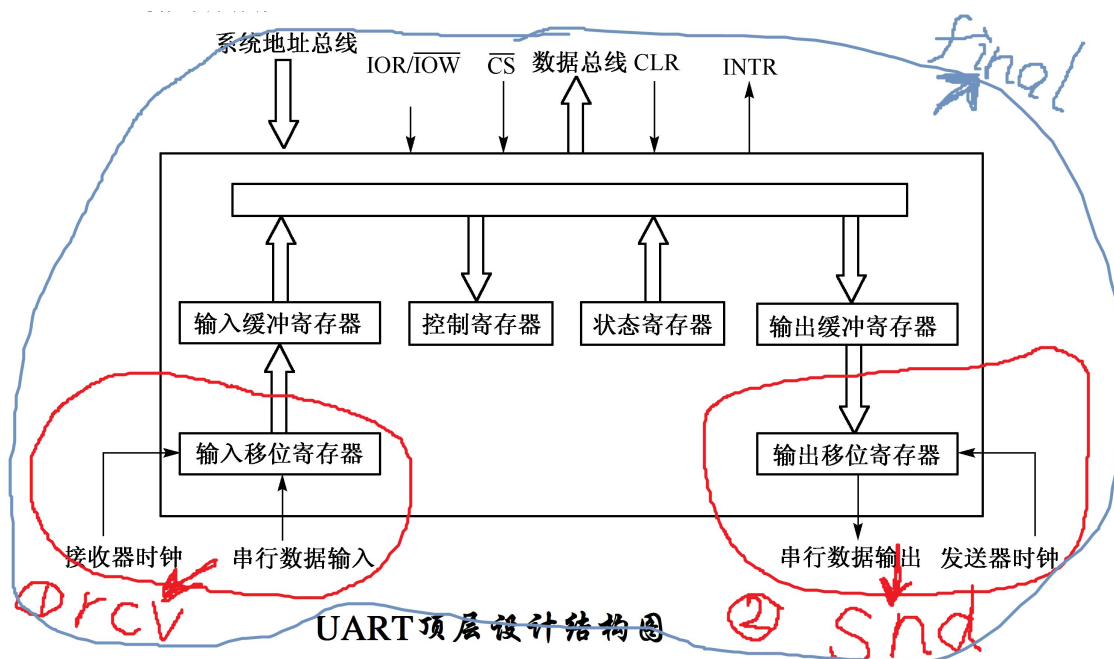 系统地址总线
IOR/I̅O̅W̅ C̅S̅ 数据总线 CLR INTR
final
输入缓冲寄存器 控制寄存器 状态寄存器 输出缓冲寄存器
输入移位寄存器 输出移位寄存器
接收器时钟 串行数据输入 串行数据输出 发送器时钟
①rcv ② Snd
UART顶层设计结构图